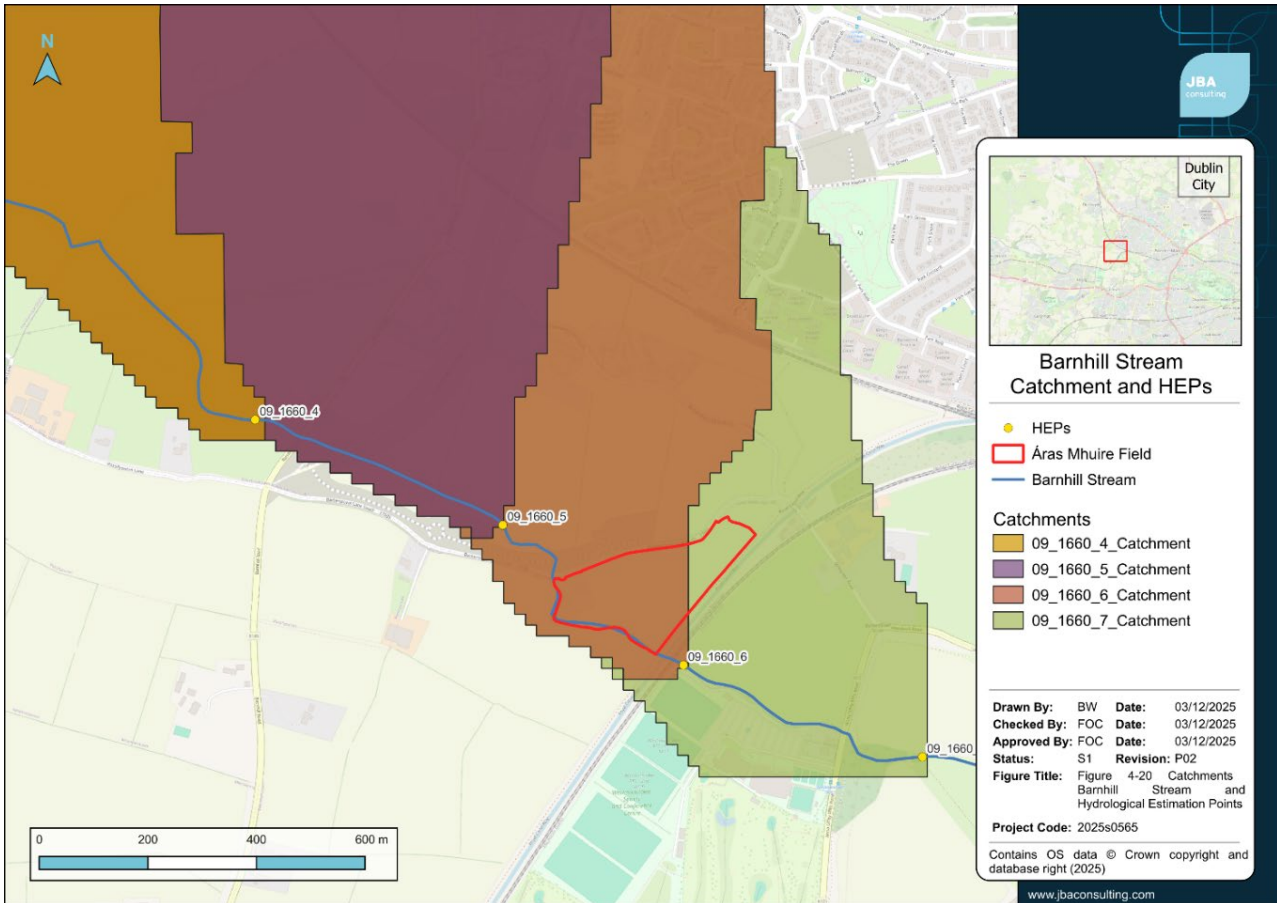 N
09_1660_4
09_1660_5
09_1660_6
09_1660_
0
200
400
600 m
JBA
consulting
Dublin
City
Barnhill Stream
Catchment and HEPs
HEPs
Áras Mhuire Field
Barnhill Stream
Catchments
09_1660_4_Catchment
09_1660_5_Catchment
09_1660_6_Catchment
09_1660_7_Catchment
Drawn By: BW Date: 03/12/2025
Checked By: FOC Date: 03/12/2025
Approved By: FOC Date: 03/12/2025
Status: S1 Revision: P02
Figure Title: Figure 4-20 Catchments
Barnhill Stream and
Hydrological Estimation Points
Project Code: 2025s0565
Contains OS data © Crown copyright and
database right (2025)
www.jbaconsulting.com